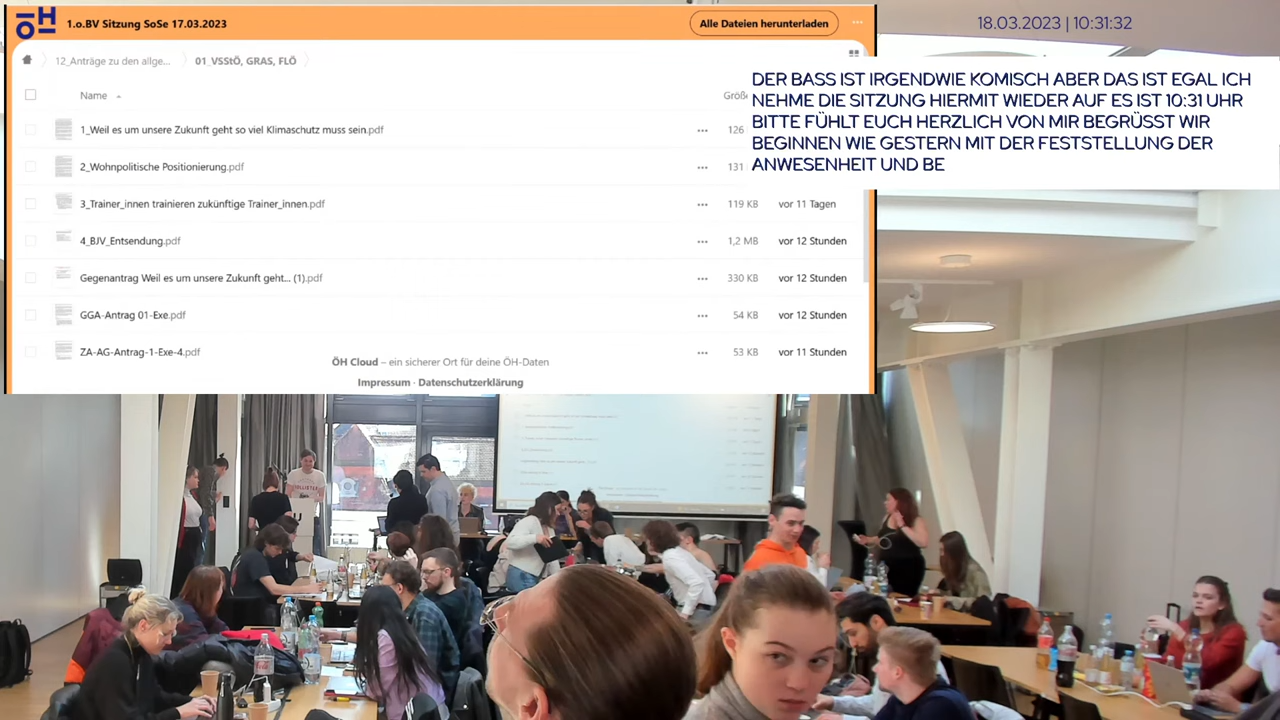 ÖH
1.o.BV Sitzung SoSe 17.03.2023
Alle Dateien herunterladen
18.03.2023 | 10:31:32
12_Anträge zu den allge...
01_VSStÖ, GRAS, FLÖ
Name
Größe
DER BASS IST IRGENDWIE KOMISCH ABER DAS IST EGAL ICH
NEHME DIE SITZUNG HIERMIT WIEDER AUF ES IST 10:31 UHR
BITTE FÜHLT EUCH HERZLICH VON MIR BEGRÜSST WIR
BEGINNEN WIE GESTERN MIT DER FESTSTELLUNG DER
ANWESENHEIT UND BE
1_Weil es um unsere Zukunft geht so viel Klimaschutz muss sein.pdf
126
2_Wohnpolitische Positionierung.pdf
131
3_Trainer_innen trainieren zukünftige Trainer_innen.pdf
119 KB
vor 11 Tagen
4_BJV_Entsendung.pdf
1,2 MB
vor 12 Stunden
Gegenantrag Weil es um unsere Zukunft geht... (1).pdf
330 KB
vor 12 Stunden
GGA-Antrag 01-Exe.pdf
54 KB
vor 12 Stunden
ZA-AG-Antrag-1-Exe-4.pdf
53 KB
vor 11 Stunden
ÖH Cloud – ein sicherer Ort für deine ÖH-Daten
Impressum · Datenschutzerklärung
HOLLISTER